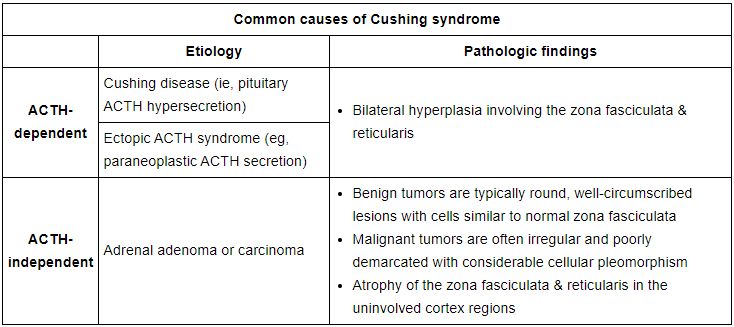 Common causes of Cushing syndrome
Etiology
Pathologic findings
ACTH-
dependent
Cushing disease (ie, pituitary
ACTH hypersecretion)
Ectopic ACTH syndrome (eg,
paraneoplastic ACTH secretion)
• Bilateral hyperplasia involving the zona fasciculata &
reticularis
ACTH-
independent
Adrenal adenoma or carcinoma
• Benign tumors are typically round, well-circumscribed
lesions with cells similar to normal zona fasciculata
• Malignant tumors are often irregular and poorly
demarcated with considerable cellular pleomorphism
• Atrophy of the zona fasciculata & reticularis in the
uninvolved cortex regions